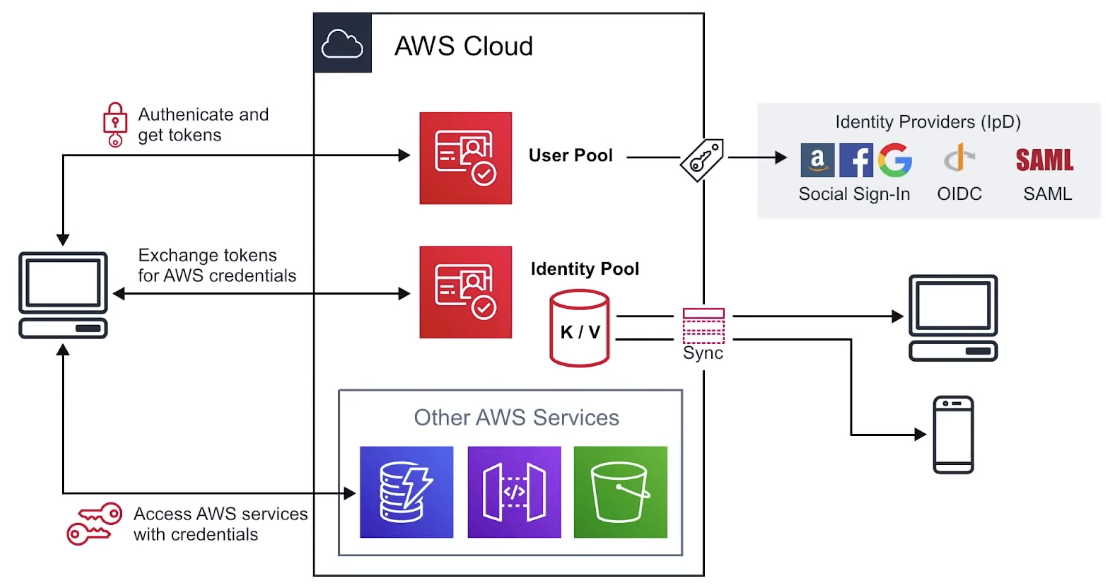 AWS Cloud
Authenicate and
get tokens
User Pool
Identity Providers (IpD)
a
f
G
SAML
Social Sign-In
OIDC
SAML
Exchange tokens
for AWS credentials
Identity Pool
K / V
Sync
Other AWS Services
</>
Access AWS services
with credentials